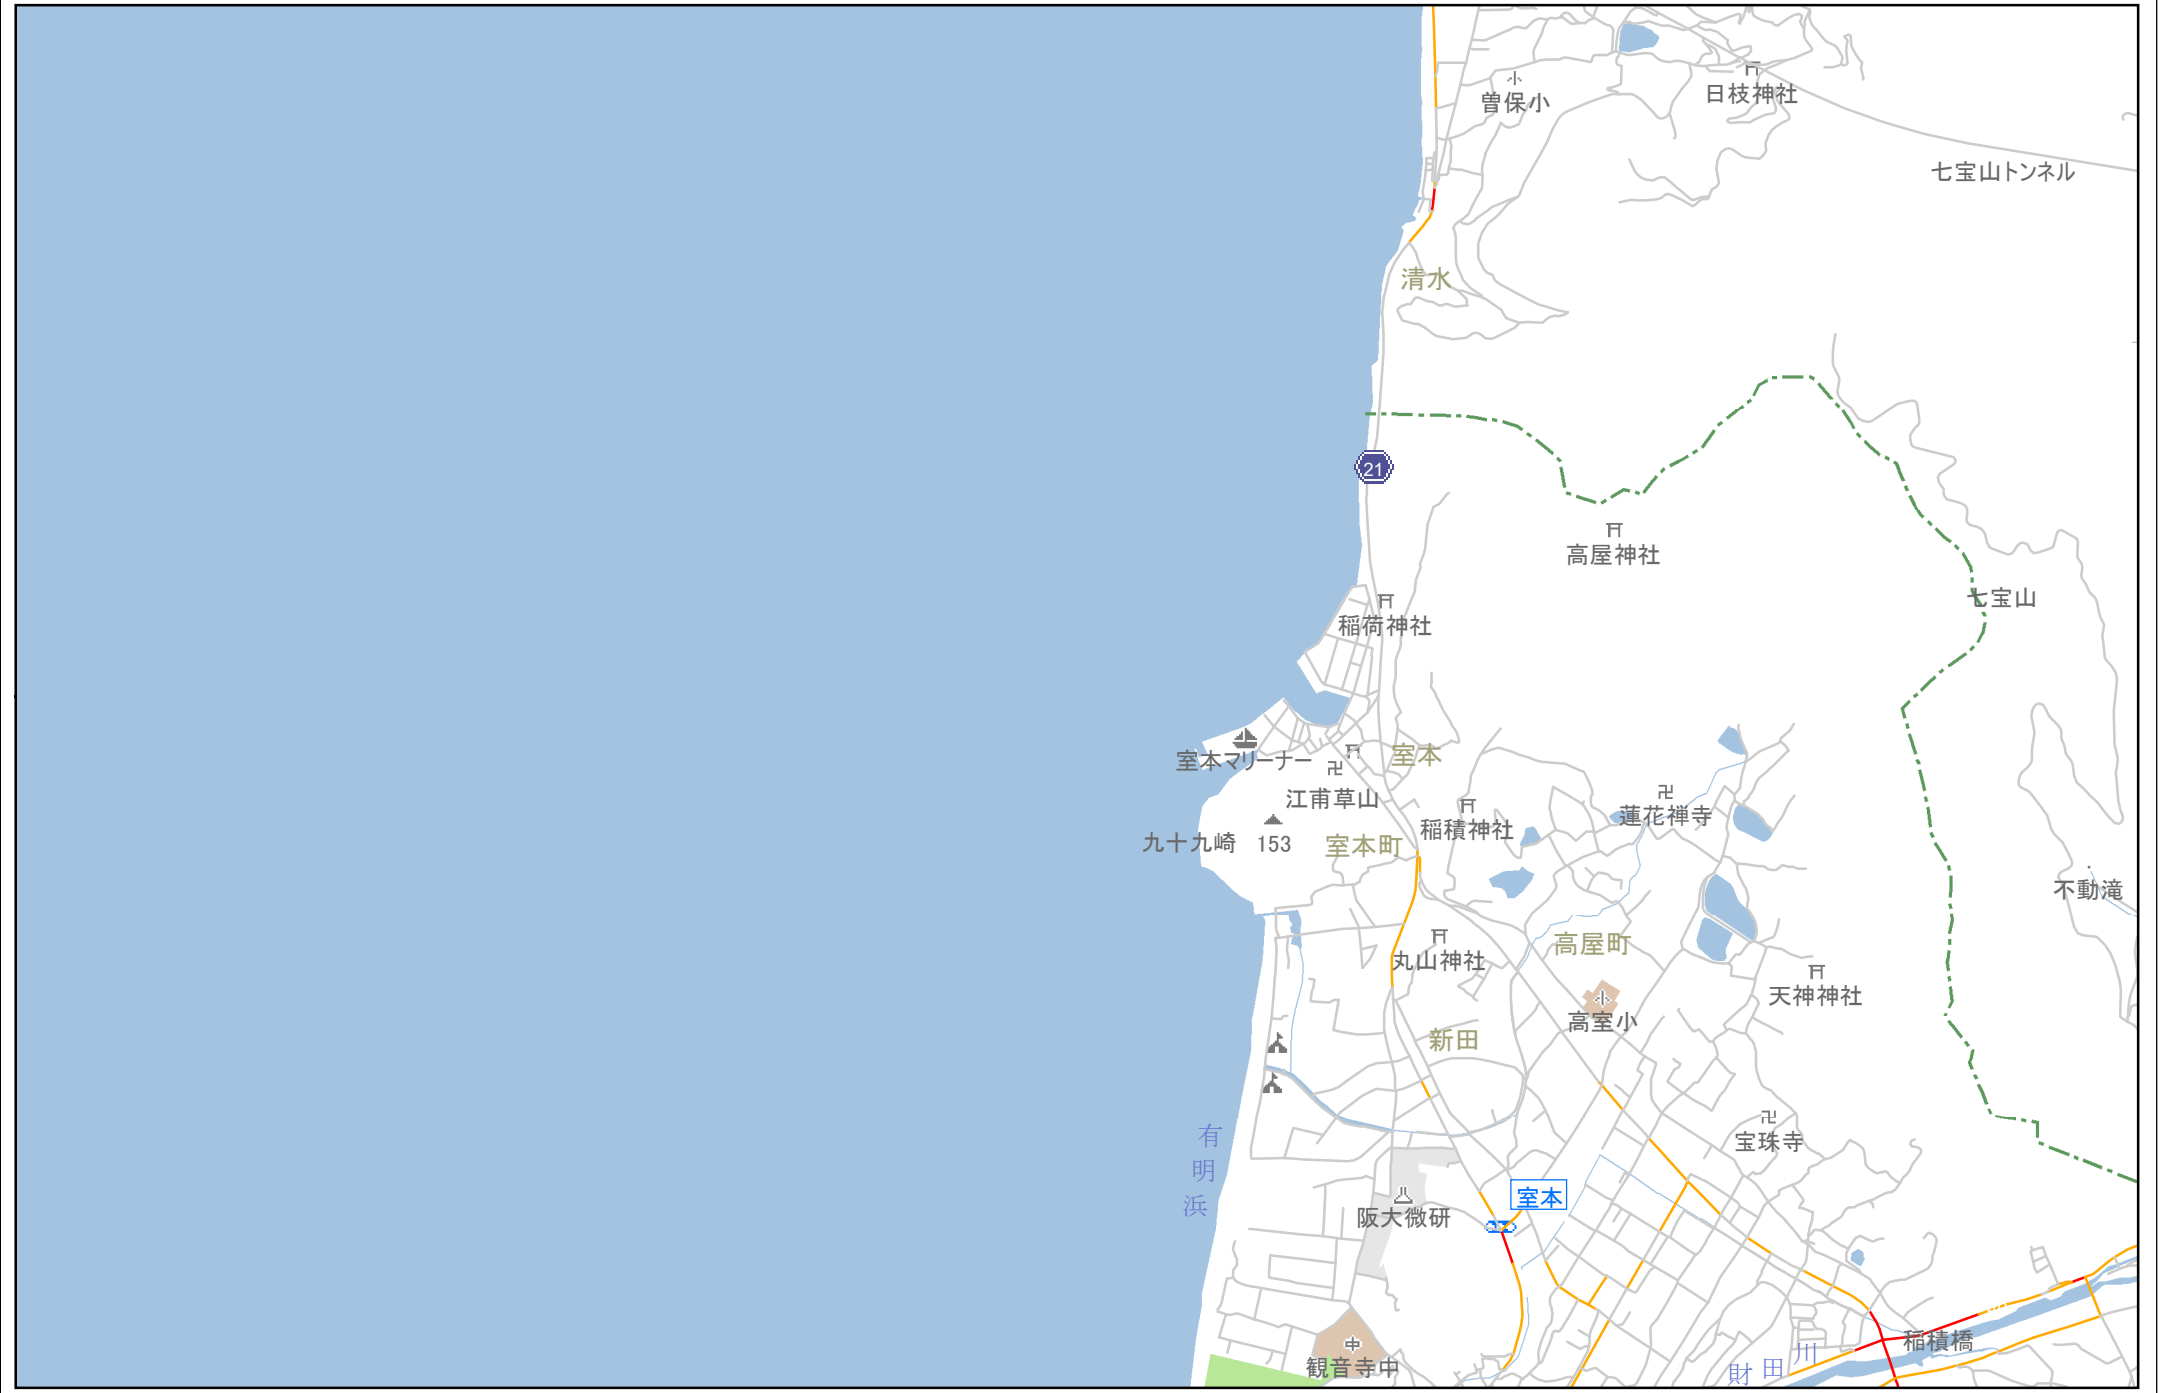 曽保小
日枝神社
七宝山トンネル
清水
21
高屋神社
七宝山
稲荷神社
室本マリーナー
室本
江甫草山
153
九十九崎
室本町
稲積神社
蓮花禅寺
不動滝
高屋町
丸山神社
天神神社
高室小
新田
有明浜
宝珠寺
室本
阪大微研
稲積橋
観音寺中
財田川